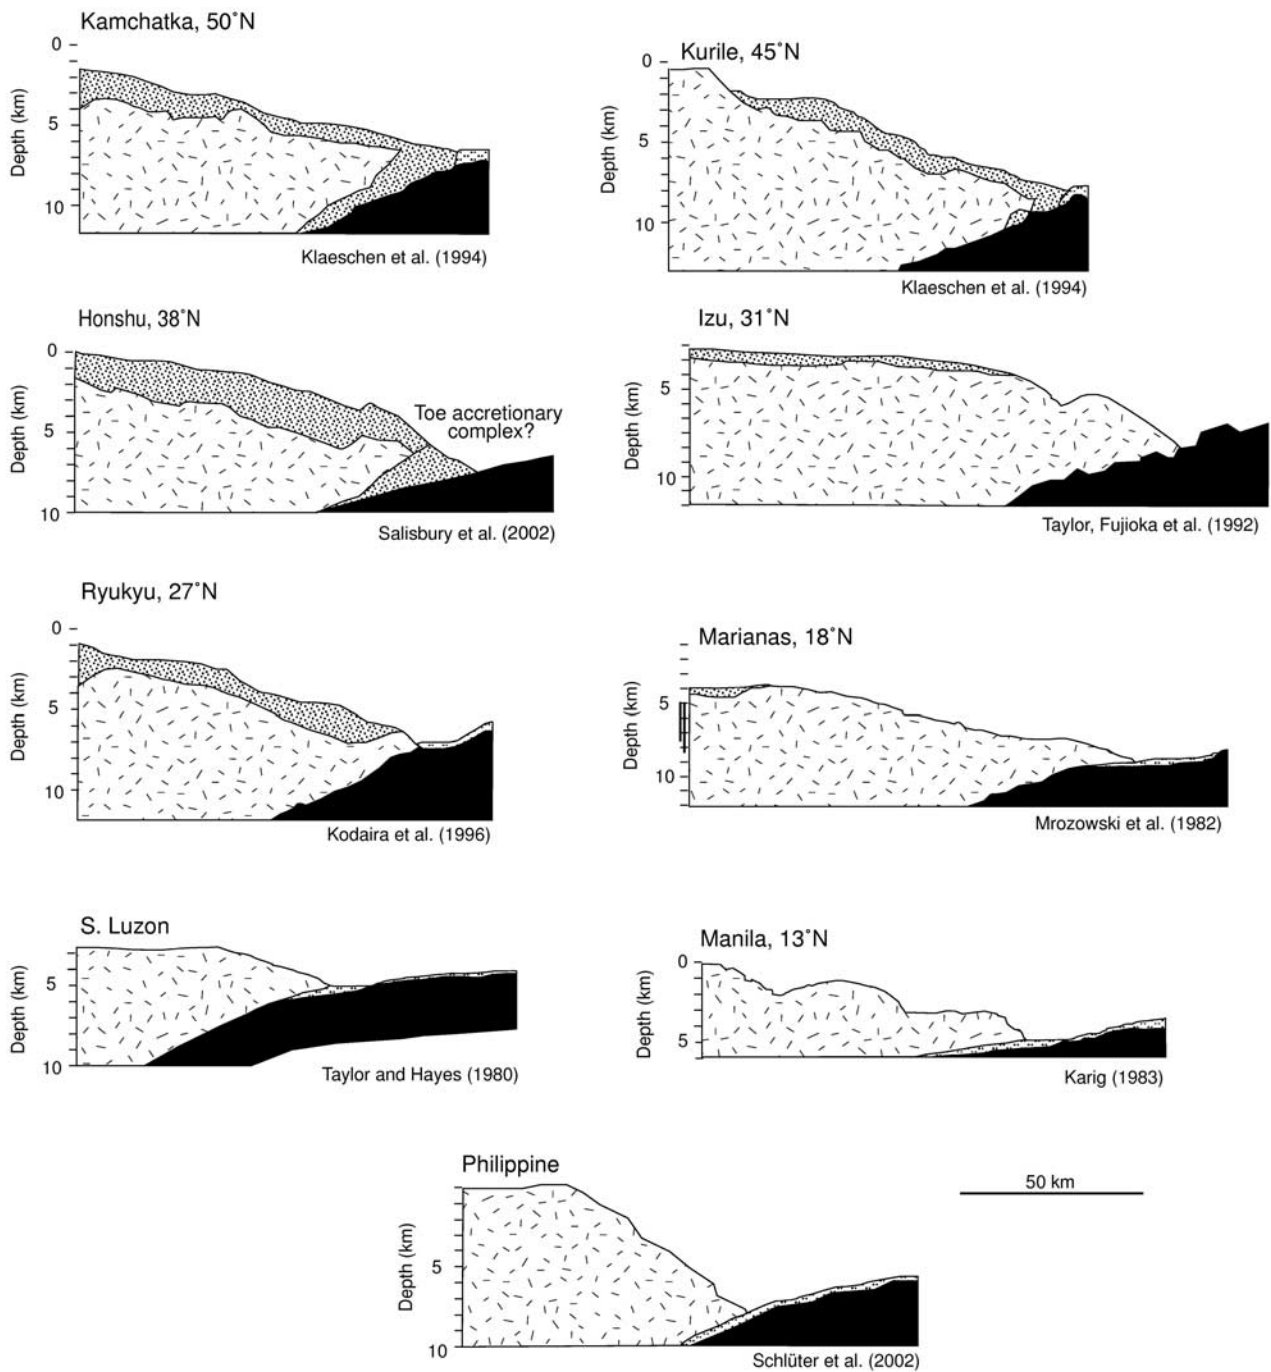 Kamchatka, 50˚N
0
5
10
Depth (km)
Klaeschen et al. (1994)
Kurile, 45˚N
0
5
10
Depth (km)
Klaeschen et al. (1994)
Honshu, 38˚N
0
5
10
Depth (km)
Toe accretionary
complex?
Salisbury et al. (2002)
Izu, 31˚N
5
10
Depth (km)
Taylor, Fujioka et al. (1992)
Ryukyu, 27˚N
0
5
10
Depth (km)
Kodaira et al. (1996)
Marianas, 18˚N
5
10
Depth (km)
Mrozowski et al. (1982)
S. Luzon
5
10
Depth (km)
Taylor and Hayes (1980)
Manila, 13˚N
0
5
Depth (km)
Karig (1983)
Philippine
5
10
Depth (km)
Schlüter et al. (2002)
50 km